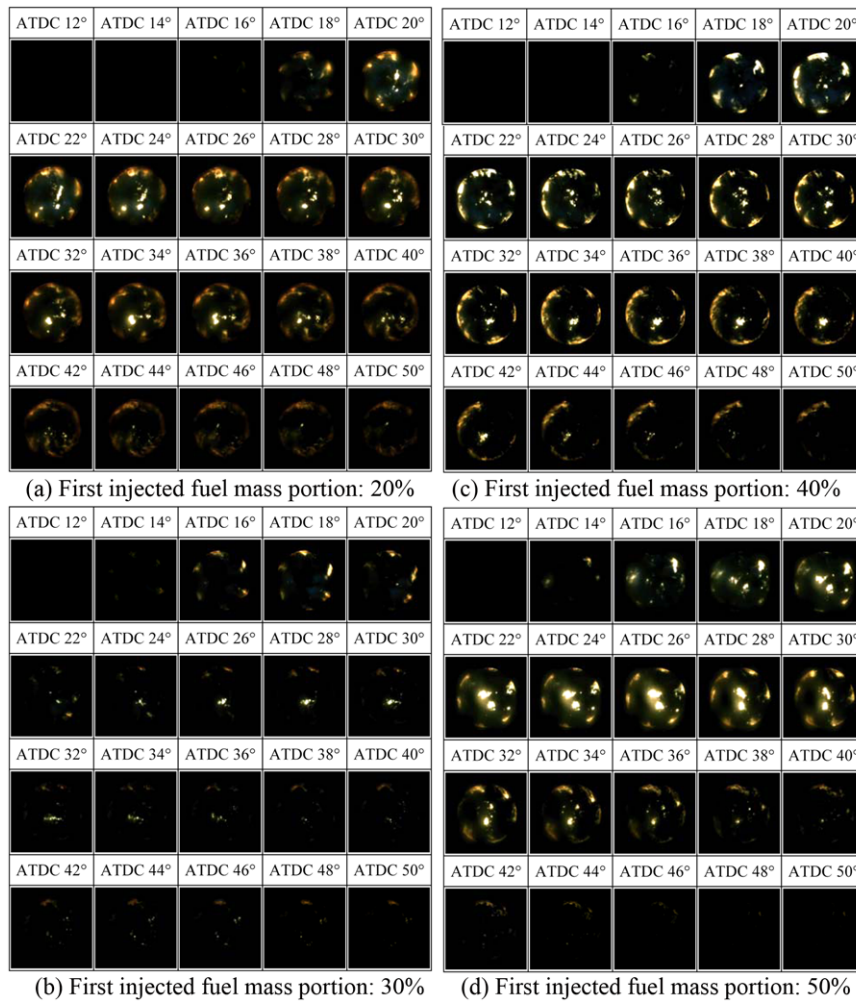 ATDC 12° ATDC 14° ATDC 16° ATDC 18° ATDC 20°
ATDC 22° ATDC 24° ATDC 26° ATDC 28° ATDC 30°
ATDC 32° ATDC 34° ATDC 36° ATDC 38° ATDC 40°
ATDC 42° ATDC 44° ATDC 46° ATDC 48° ATDC 50°
(a) First injected fuel mass portion: 20%
ATDC 12° ATDC 14° ATDC 16° ATDC 18° ATDC 20°
ATDC 22° ATDC 24° ATDC 26° ATDC 28° ATDC 30°
ATDC 32° ATDC 34° ATDC 36° ATDC 38° ATDC 40°
ATDC 42° ATDC 44° ATDC 46° ATDC 48° ATDC 50°
(c) First injected fuel mass portion: 40%
ATDC 12° ATDC 14° ATDC 16° ATDC 18° ATDC 20°
ATDC 22° ATDC 24° ATDC 26° ATDC 28° ATDC 30°
ATDC 32° ATDC 34° ATDC 36° ATDC 38° ATDC 40°
ATDC 42° ATDC 44° ATDC 46° ATDC 48° ATDC 50°
(b) First injected fuel mass portion: 30%
ATDC 12° ATDC 14° ATDC 16° ATDC 18° ATDC 20°
ATDC 22° ATDC 24° ATDC 26° ATDC 28° ATDC 30°
ATDC 32° ATDC 34° ATDC 36° ATDC 38° ATDC 40°
ATDC 42° ATDC 44° ATDC 46° ATDC 48° ATDC 50°
(d) First injected fuel mass portion: 50%